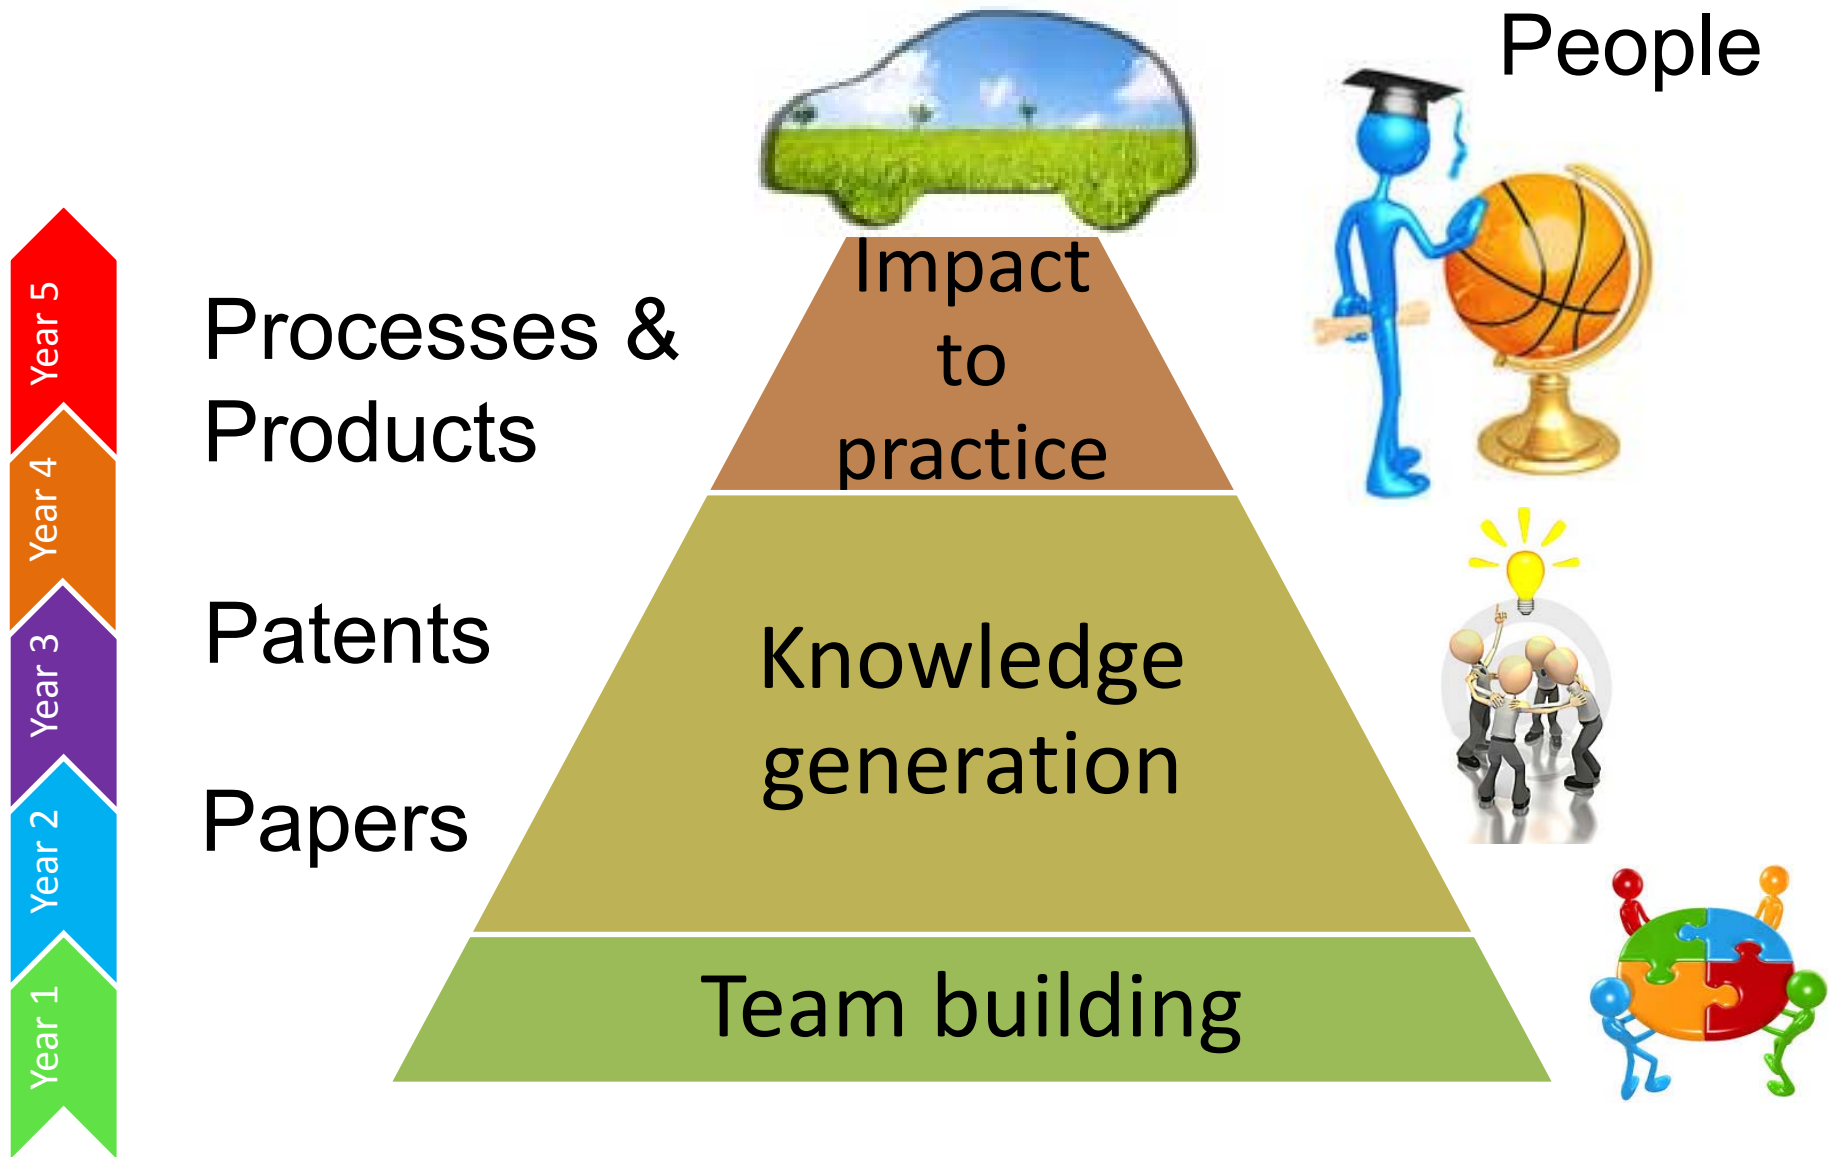 People
Impact
to
practice
Processes &
Products
Patents
Knowledge
generation
Papers
Team building
Year 5
Year 4
Year 3
Year 2
Year 1